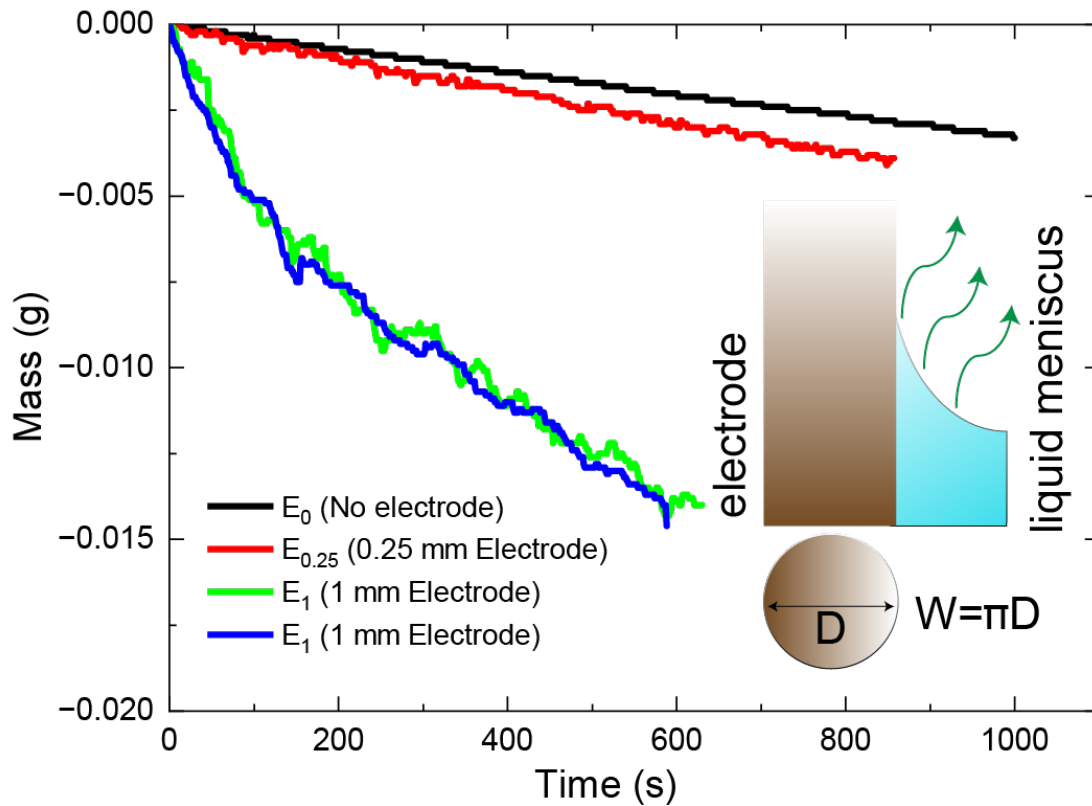 0.000
−0.005
−0.010
−0.015
−0.020
Mass (g)
0
200
400
600
800
1000
Time (s)
E₀ (No electrode)
E₀.₂₅ (0.25 mm Electrode)
E₁ (1 mm Electrode)
E₁ (1 mm Electrode)
electrode
liquid meniscus
D
W=πD